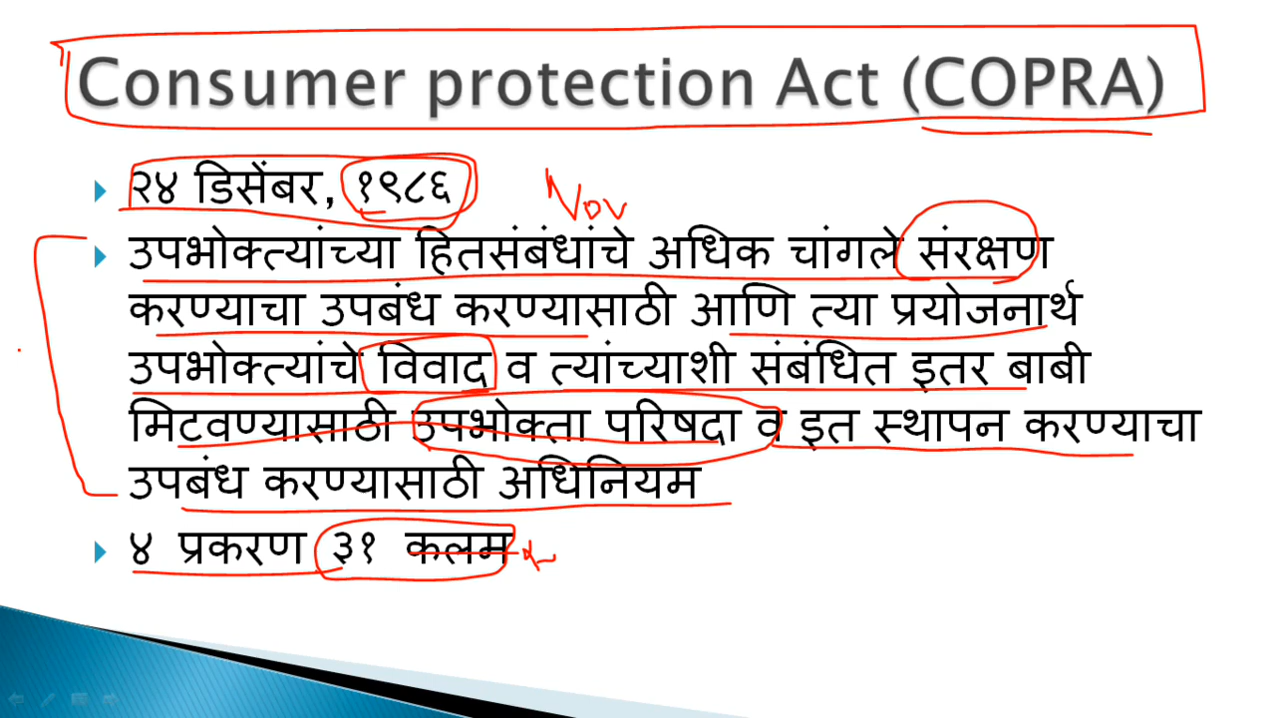 Consumer protection Act (COPRA)
२४ डिसेंबर, १९८६
Nov
उपभोक्त्यांच्या हितसंबंधांचे अधिक चांगले संरक्षण
करण्याचा उपबंध करण्यासाठी आणि त्या प्रयोजनार्थ
उपभोक्त्यांचे विवाद व त्यांच्याशी संबंधित इतर बाबी
मिटवण्यासाठी उपभोक्ता परिषदा व इत स्थापन करण्याचा
उपबंध करण्यासाठी अधिनियम
४ प्रकरण ३१ कलम